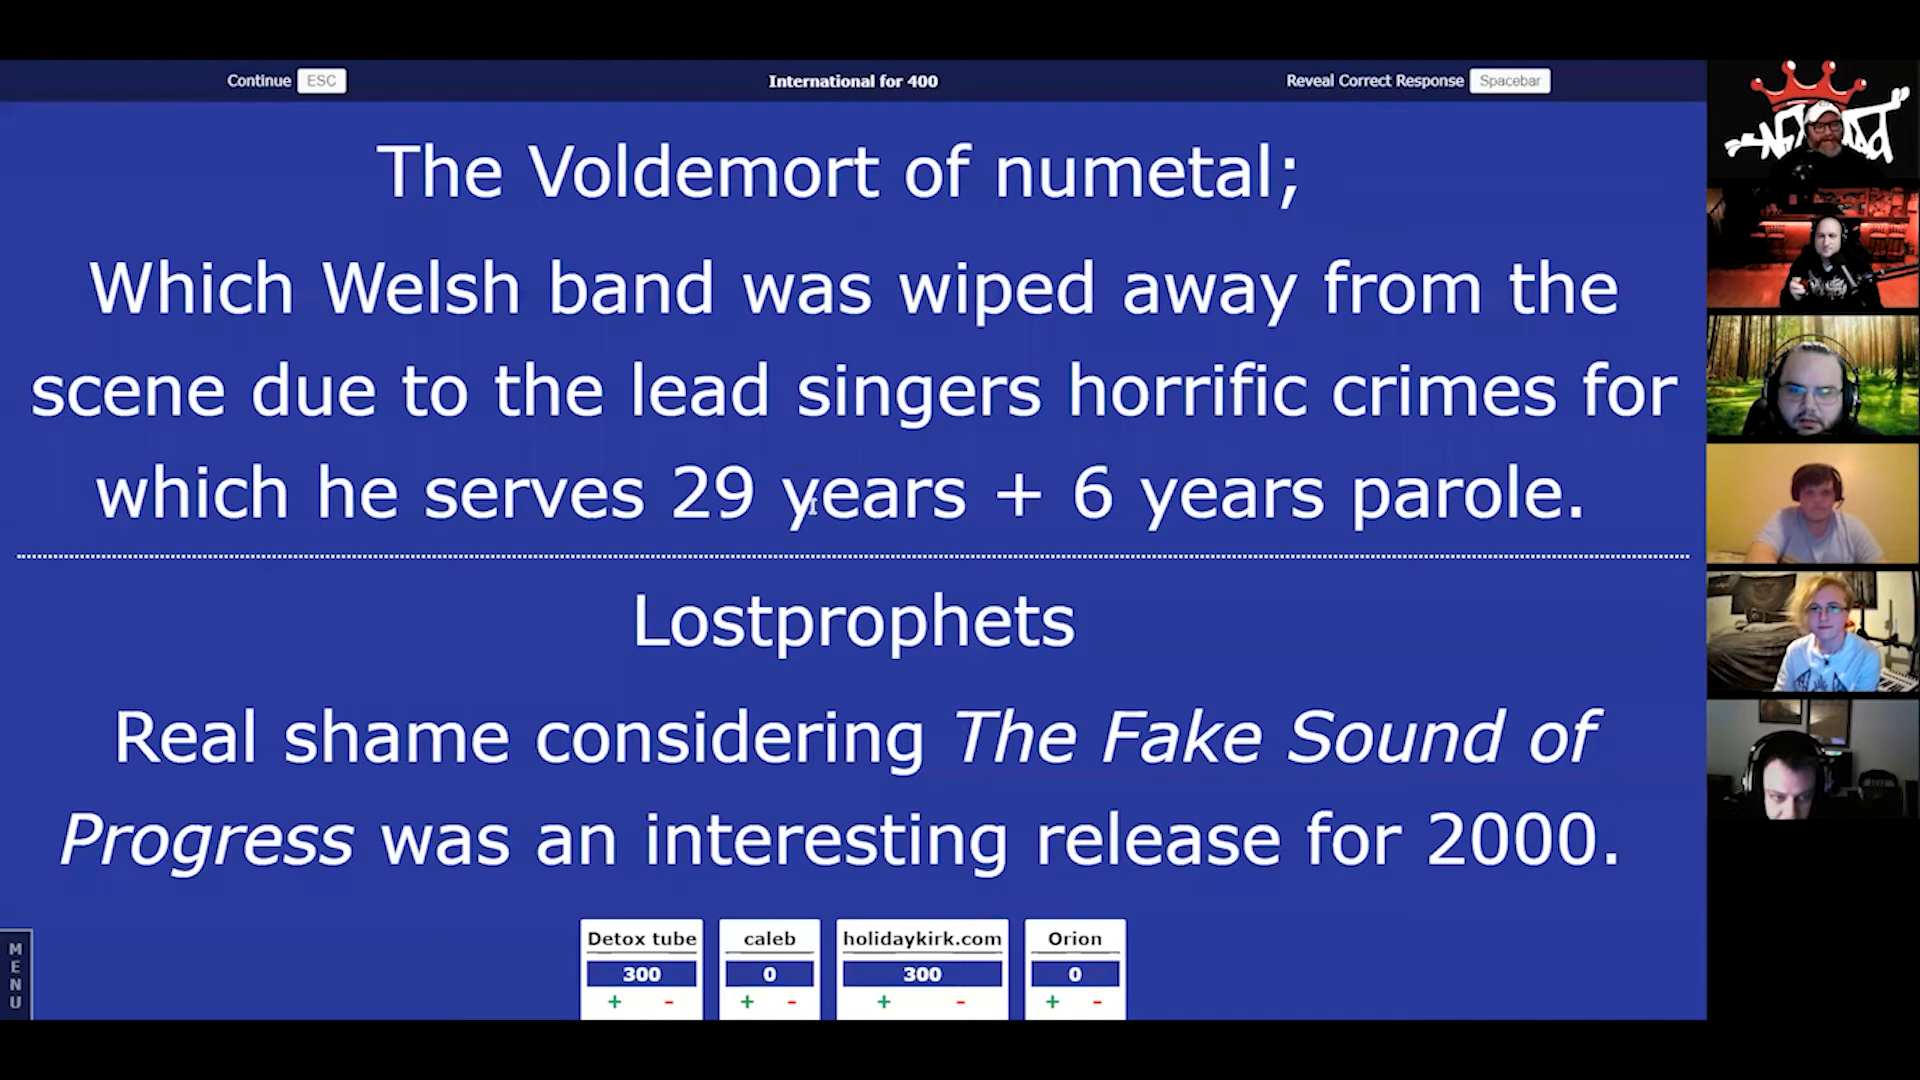 Continue ESC
International for 400
Reveal Correct Response Spacebar
The Voldemort of numetal;
Which Welsh band was wiped away from the
scene due to the lead singers horrific crimes for
which he serves 29 years + 6 years parole.
Lostprophets
Real shame considering The Fake Sound of
Progress was an interesting release for 2000.
MENU
Detox tube caleb holidaykirk.com Orion
300 0 300 0
+ - + - + - + -